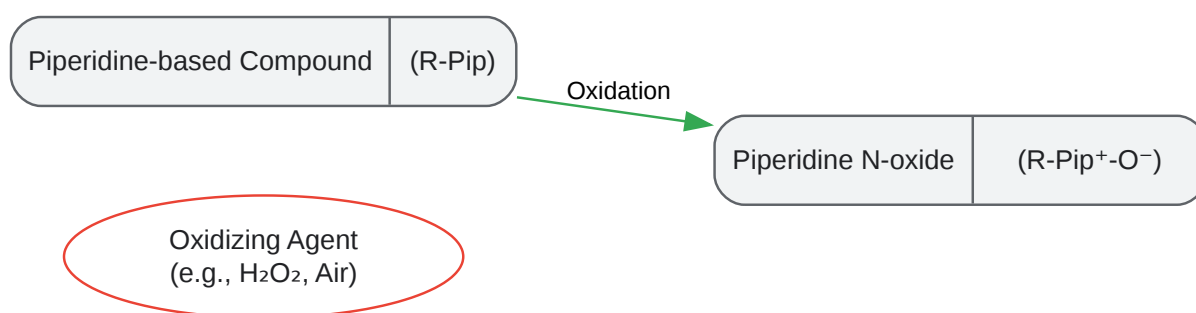 Piperidine-based Compound
(R-Pip)
Oxidation
Piperidine N-oxide
(R-Pip⁺-O⁻)
Oxidizing Agent
(e.g., H₂O₂, Air)